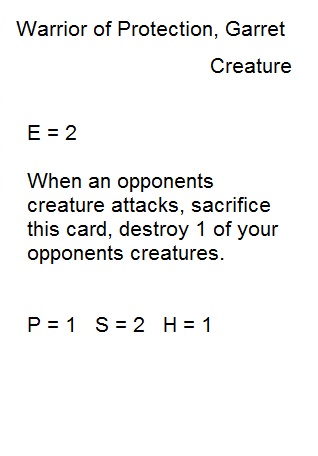 Warrior of Protection, Garret
Creature
E = 2
When an opponents
creature attacks, sacrifice
this card, destroy 1 of your
opponents creatures.
P = 1 S = 2 H = 1